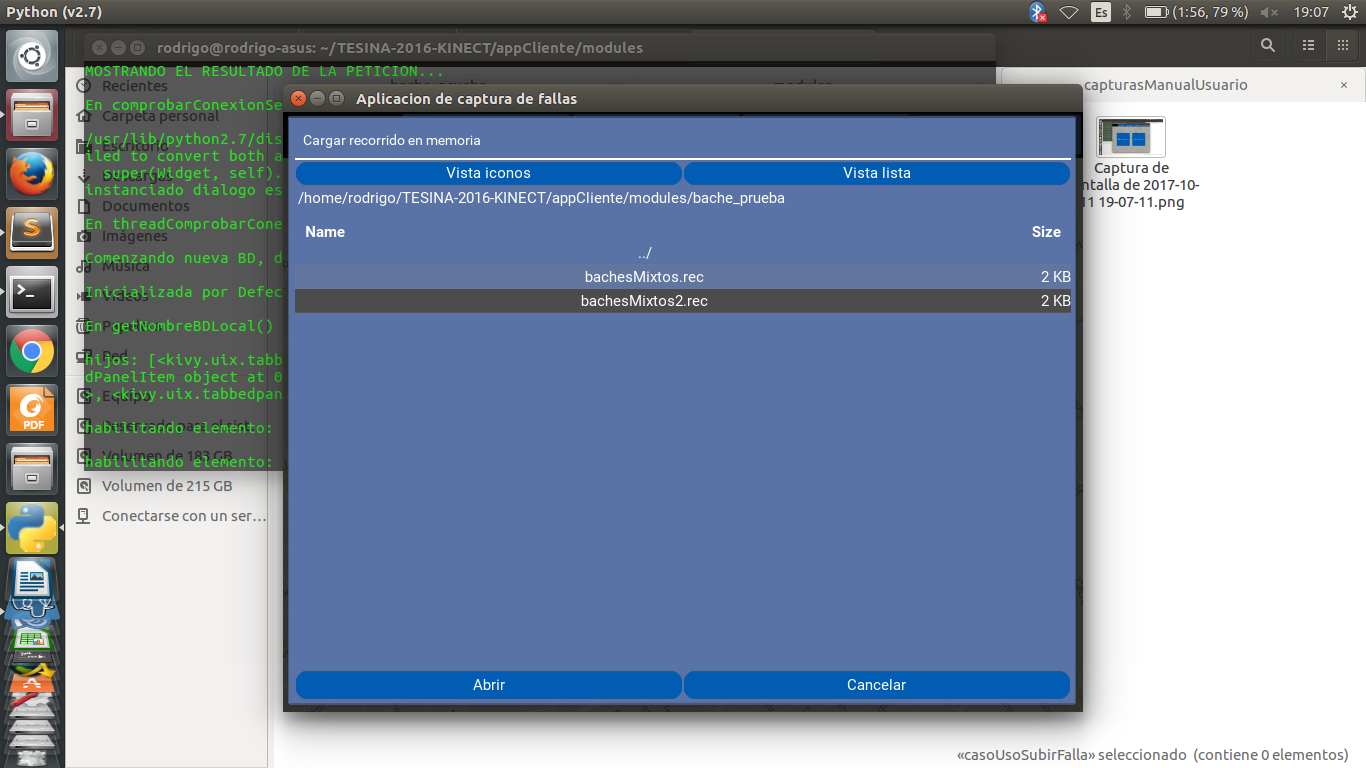 Python (v2.7)
Es
(1:56, 79 %)
19:07
rodrigo@rodrigo-asus: ~/TESINA-2016-KINECT/appCliente/modules
MOSTRANDO EL RESULTADO DE LA PETICION...
En comprobarConexionSe
/usr/lib/python2.7/dis
lled to convert both a
super(Widget, self).
instanciado dialogo es
En threadComprobarCone
Comenzando nueva BD, d
Inicializada por Defec
En getNombreBDLocal()
hijos: [<kivy.uix.tabb
dPanelItem object at 0
>, <kivy.uix.tabbedpan
habilitando elemento:
habilitando elemento:
Recientes
Carpeta personal
Escritorio
Descargas
Documentos
Imágenes
Música
Vídeos
Red
Equipo
Volumen de 183 GB
Volumen de 215 GB
Conectarse con un ser…
Aplicacion de captura de fallas
Cargar recorrido en memoria
Vista iconos
Vista lista
/home/rodrigo/TESINA-2016-KINECT/appCliente/modules/bache_prueba
Name
Size
../
bachesMixtos.rec
2 KB
bachesMixtos2.rec
2 KB
Abrir
Cancelar
capturasManualUsuario
Captura de
ntalla de 2017-10-
11 19-07-11.png
«casoUsoSubirFalla» seleccionado (contiene 0 elementos)
PDF